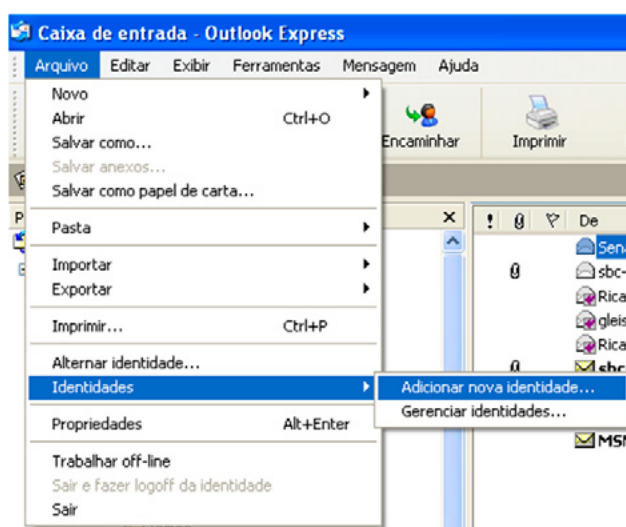 Caixa de entrada - Outlook Express
Arquivo Editar Exibir Ferramentas Mensagem Ajuda
Novo
Abrir Ctrl+O
Salvar como...
Salvar anexos...
Salvar como papel de carta...
Encaminhar Imprimir
Pasta
! De
Importar
Exportar
Imprimir... Ctrl+P
Alternar identidade...
Identidades
Adicionar nova identidade...
Gerenciar identidades...
Propriedades Alt+Enter
Trabalhar off-line
Sair e fazer logoff da identidade
Sair